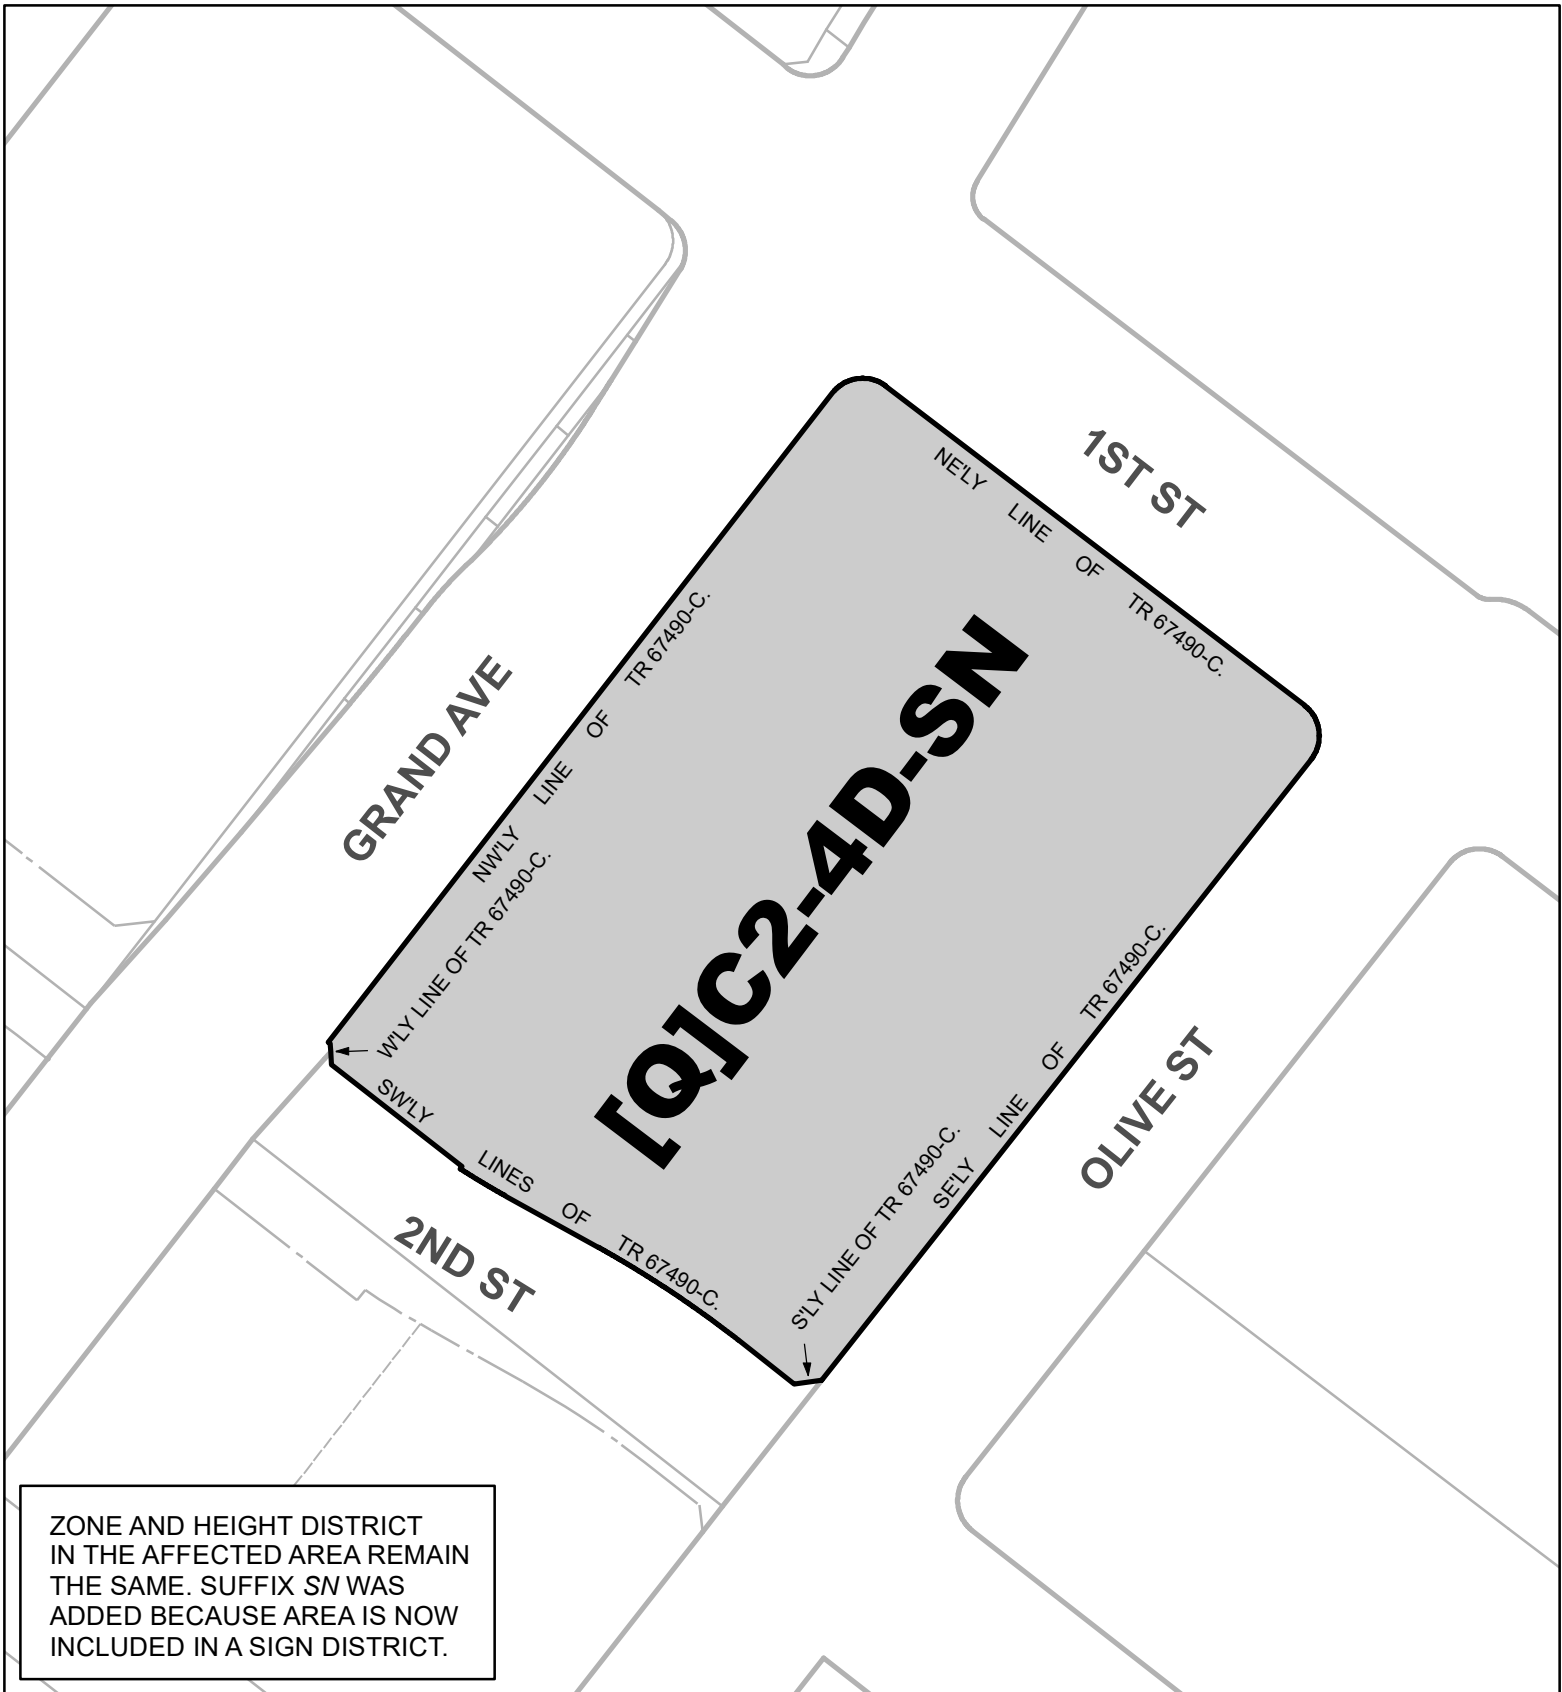 1ST ST
NE'LY LINE OF TR 67490-C.
GRAND AVE
NW'LY LINE OF TR 67490-C.
W'LY LINE OF TR 67490-C.
[Q]C2-4D-SN
SW'LY LINES OF TR 67490-C.
S'LY LINE OF TR 67490-C.
SE'LY LINE OF TR 67490-C.
OLIVE ST
2ND ST
ZONE AND HEIGHT DISTRICT
IN THE AFFECTED AREA REMAIN
THE SAME. SUFFIX SN WAS
ADDED BECAUSE AREA IS NOW
INCLUDED IN A SIGN DISTRICT.